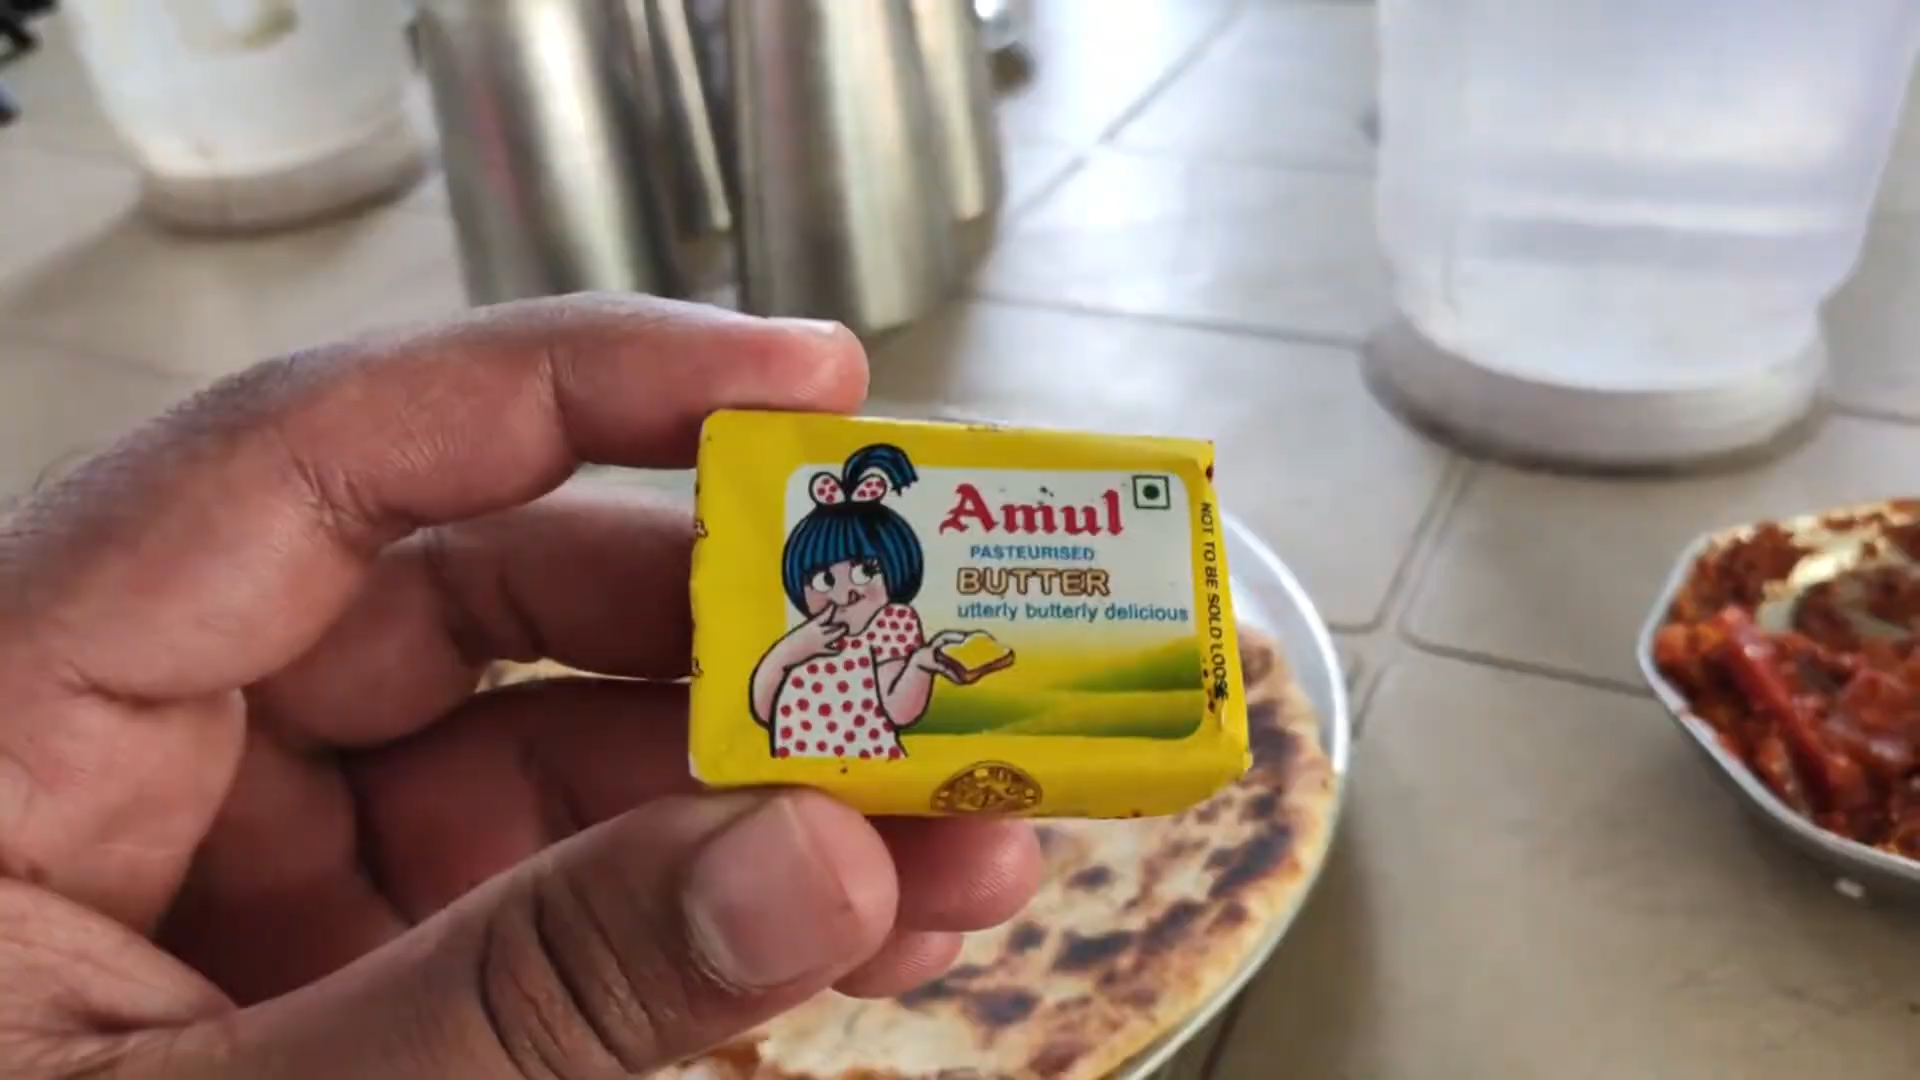 Amul
PASTEURISED
BUTTER
utterly butterly delicious
NOT TO BE SOLD LOOSE